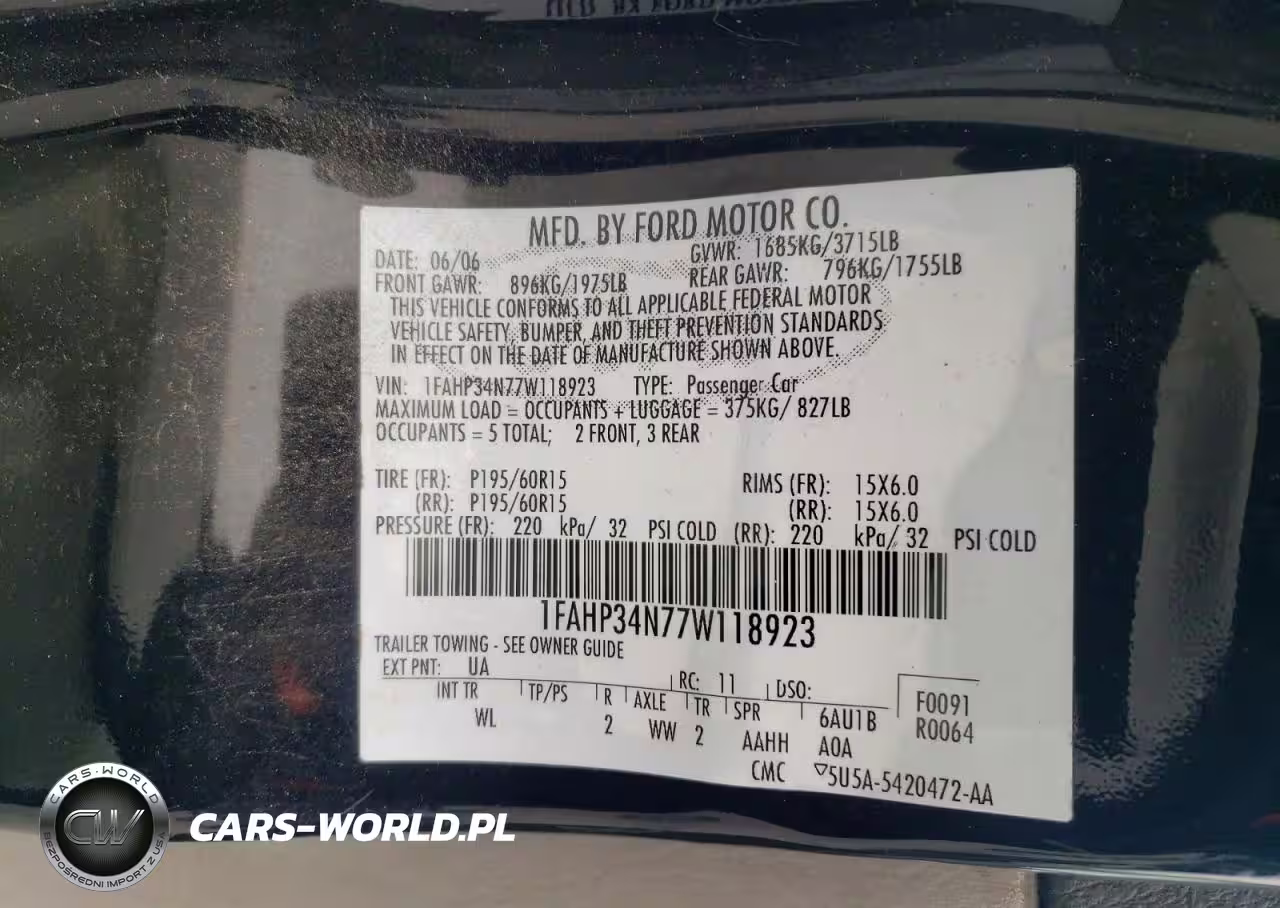 MFD. BY FORD MOTOR CO.
DATE: 06/06 GVWR: 1685KG/3715LB
FRONT GAWR: 896KG/1975LB REAR GAWR: 796KG/1755LB
THIS VEHICLE CONFORMS TO ALL APPLICABLE FEDERAL MOTOR
VEHICLE SAFETY, BUMPER, AND THEFT PREVENTION STANDARDS
IN EFFECT ON THE DATE OF MANUFACTURE SHOWN ABOVE.
VIN: 1FAHP34N77W118923 TYPE: Passenger Car
MAXIMUM LOAD = OCCUPANTS + LUGGAGE = 375KG/ 827LB
OCCUPANTS = 5 TOTAL; 2 FRONT, 3 REAR
TIRE (FR): P195/60R15 RIMS (FR): 15X6.0
(RR): P195/60R15 (RR): 15X6.0
PRESSURE (FR): 220 kPa/ 32 PSI COLD (RR): 220 kPa/ 32 PSI COLD
1FAHP34N77W118923
TRAILER TOWING - SEE OWNER GUIDE
EXT PNT: UA RC: 11 DSO: F0091
INT TR TP/PS R AXLE TR SPR 6AU1B R0064
WL 2 WW 2 AAHH A0A
CMC ▽5U5A-5420472-AA
CARS-WORLD
CW
BEZPOŚREDNI IMPORT Z USA
CARS-WORLD.PL